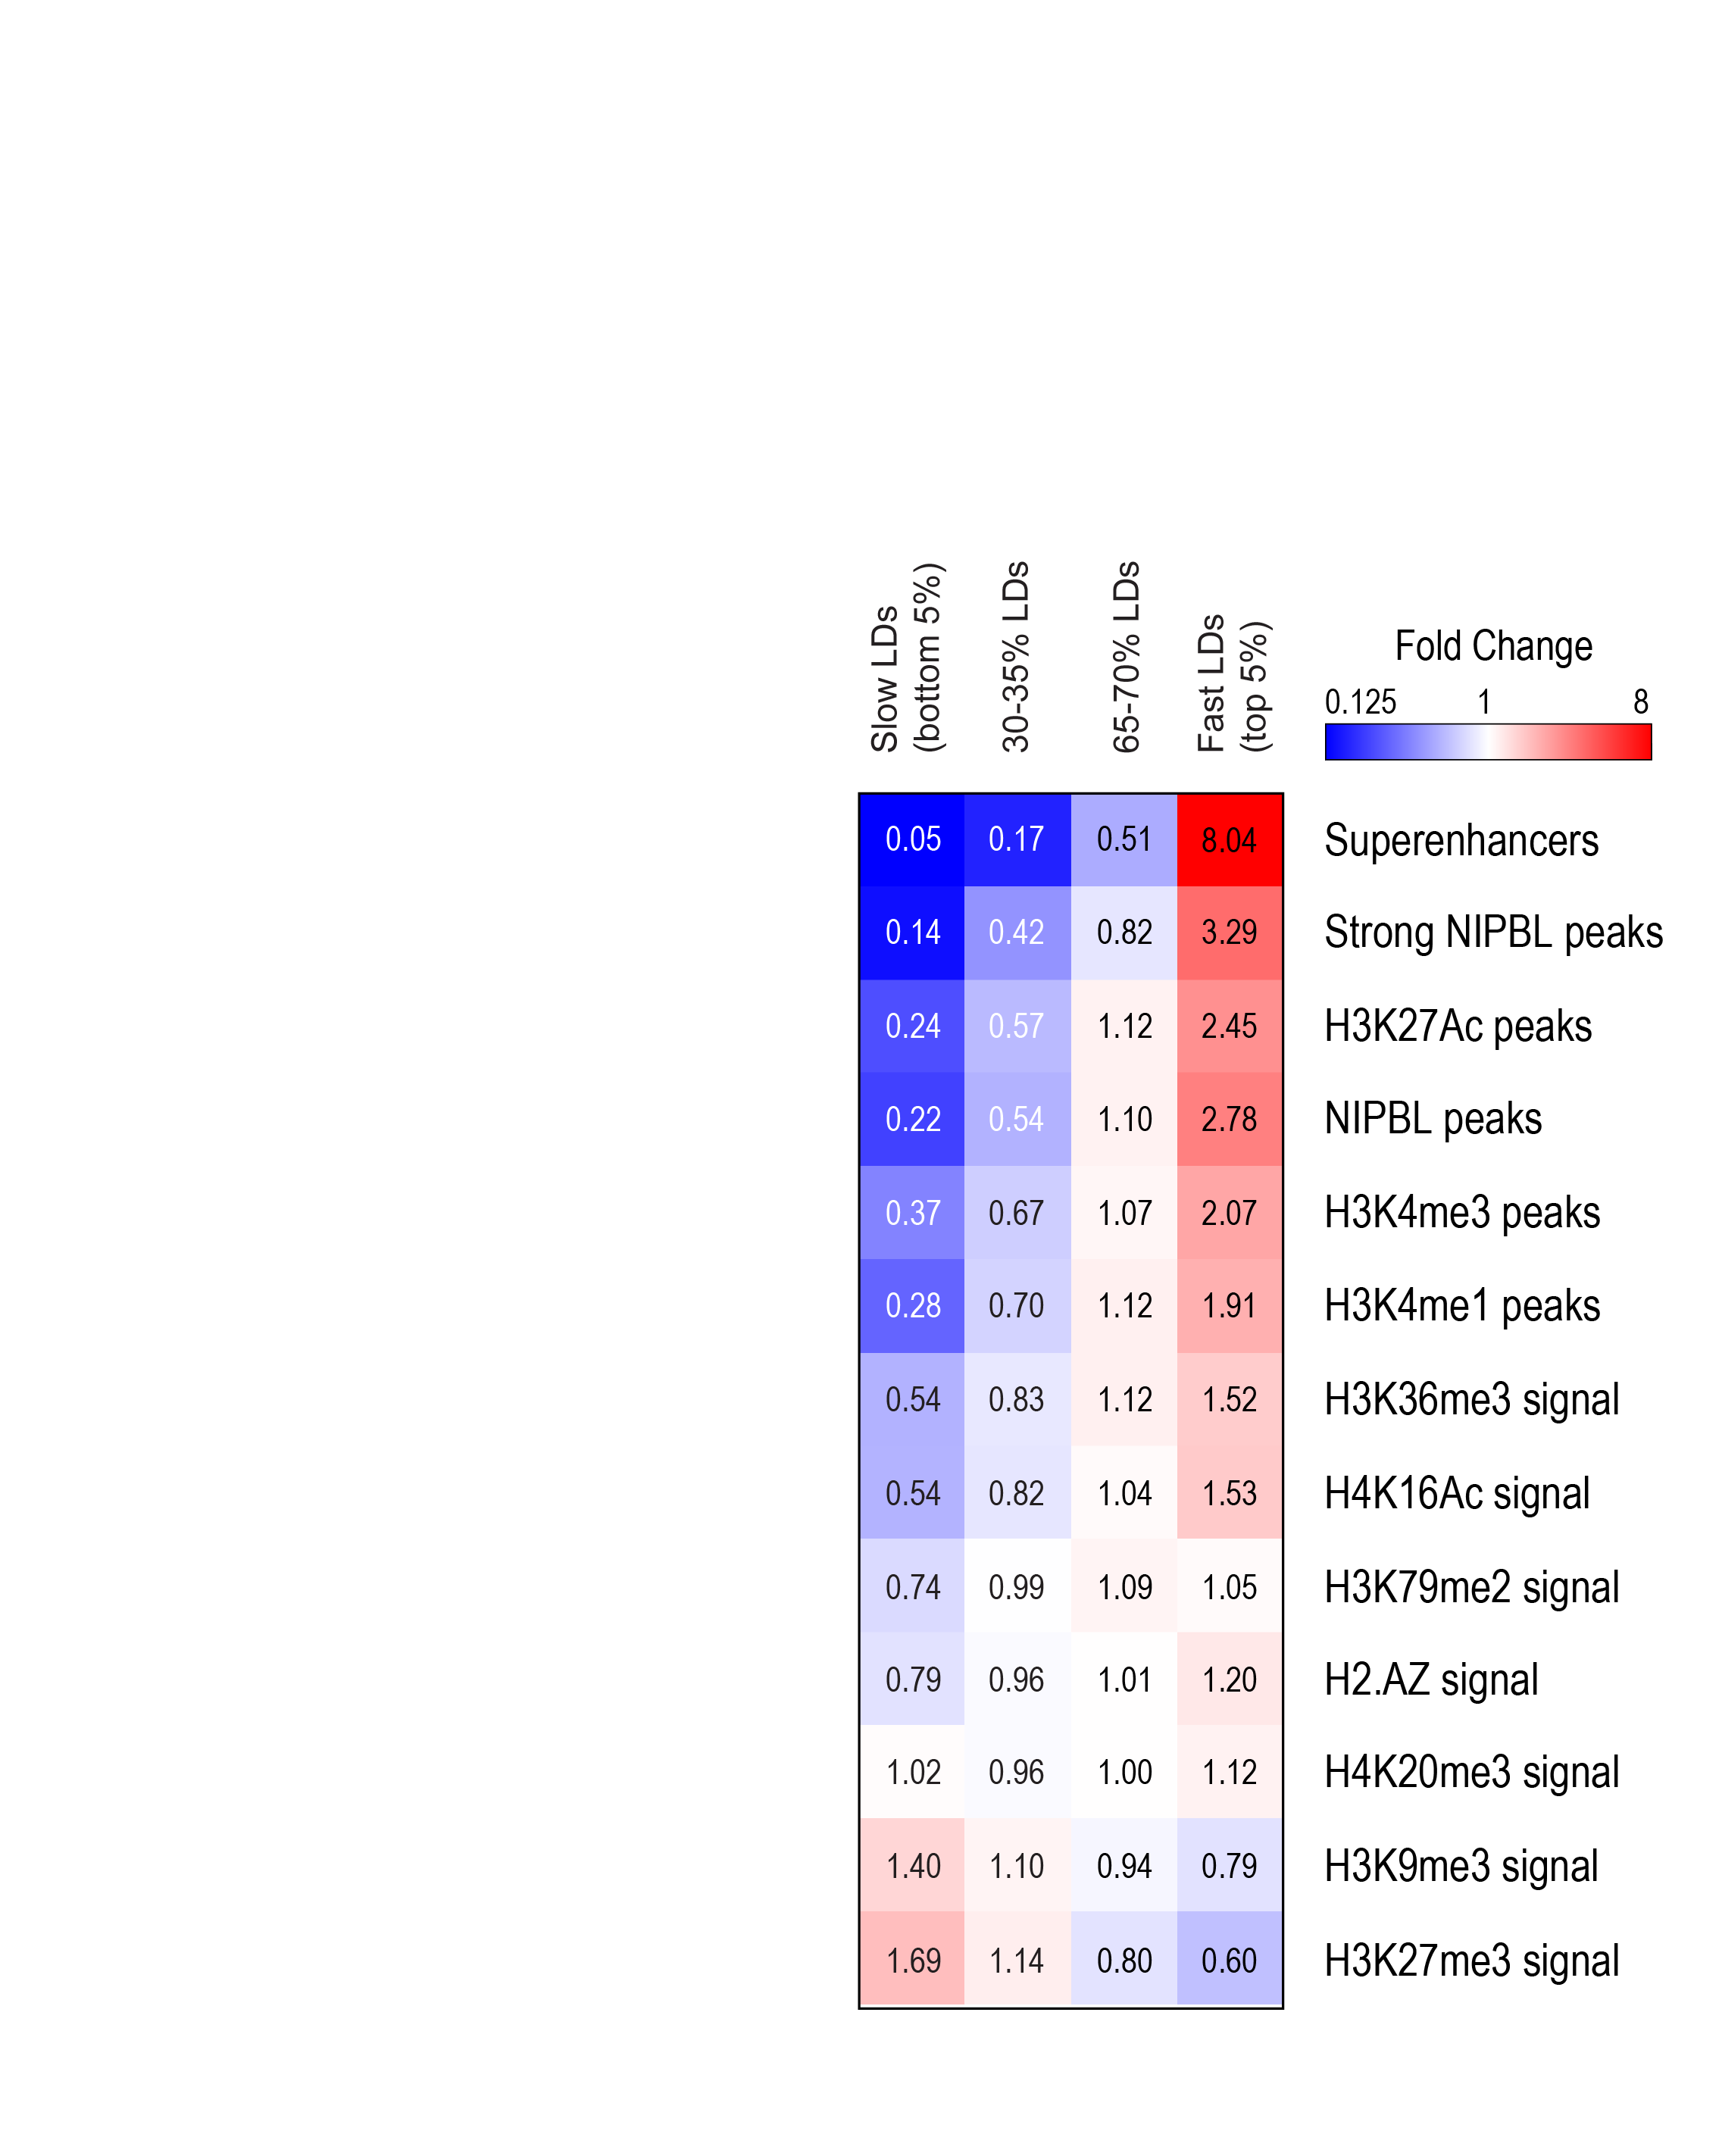 Slow LDs
(bottom 5%)
30-35% LDs
65-70% LDs
Fast LDs
(top 5%)
Fold Change
0.125 1 8
0.05 0.17 0.51 8.04 Superenhancers
0.14 0.42 0.82 3.29 Strong NIPBL peaks
0.24 0.57 1.12 2.45 H3K27Ac peaks
0.22 0.54 1.10 2.78 NIPBL peaks
0.37 0.67 1.07 2.07 H3K4me3 peaks
0.28 0.70 1.12 1.91 H3K4me1 peaks
0.54 0.83 1.12 1.52 H3K36me3 signal
0.54 0.82 1.04 1.53 H4K16Ac signal
0.74 0.99 1.09 1.05 H3K79me2 signal
0.79 0.96 1.01 1.20 H2.AZ signal
1.02 0.96 1.00 1.12 H4K20me3 signal
1.40 1.10 0.94 0.79 H3K9me3 signal
1.69 1.14 0.80 0.60 H3K27me3 signal